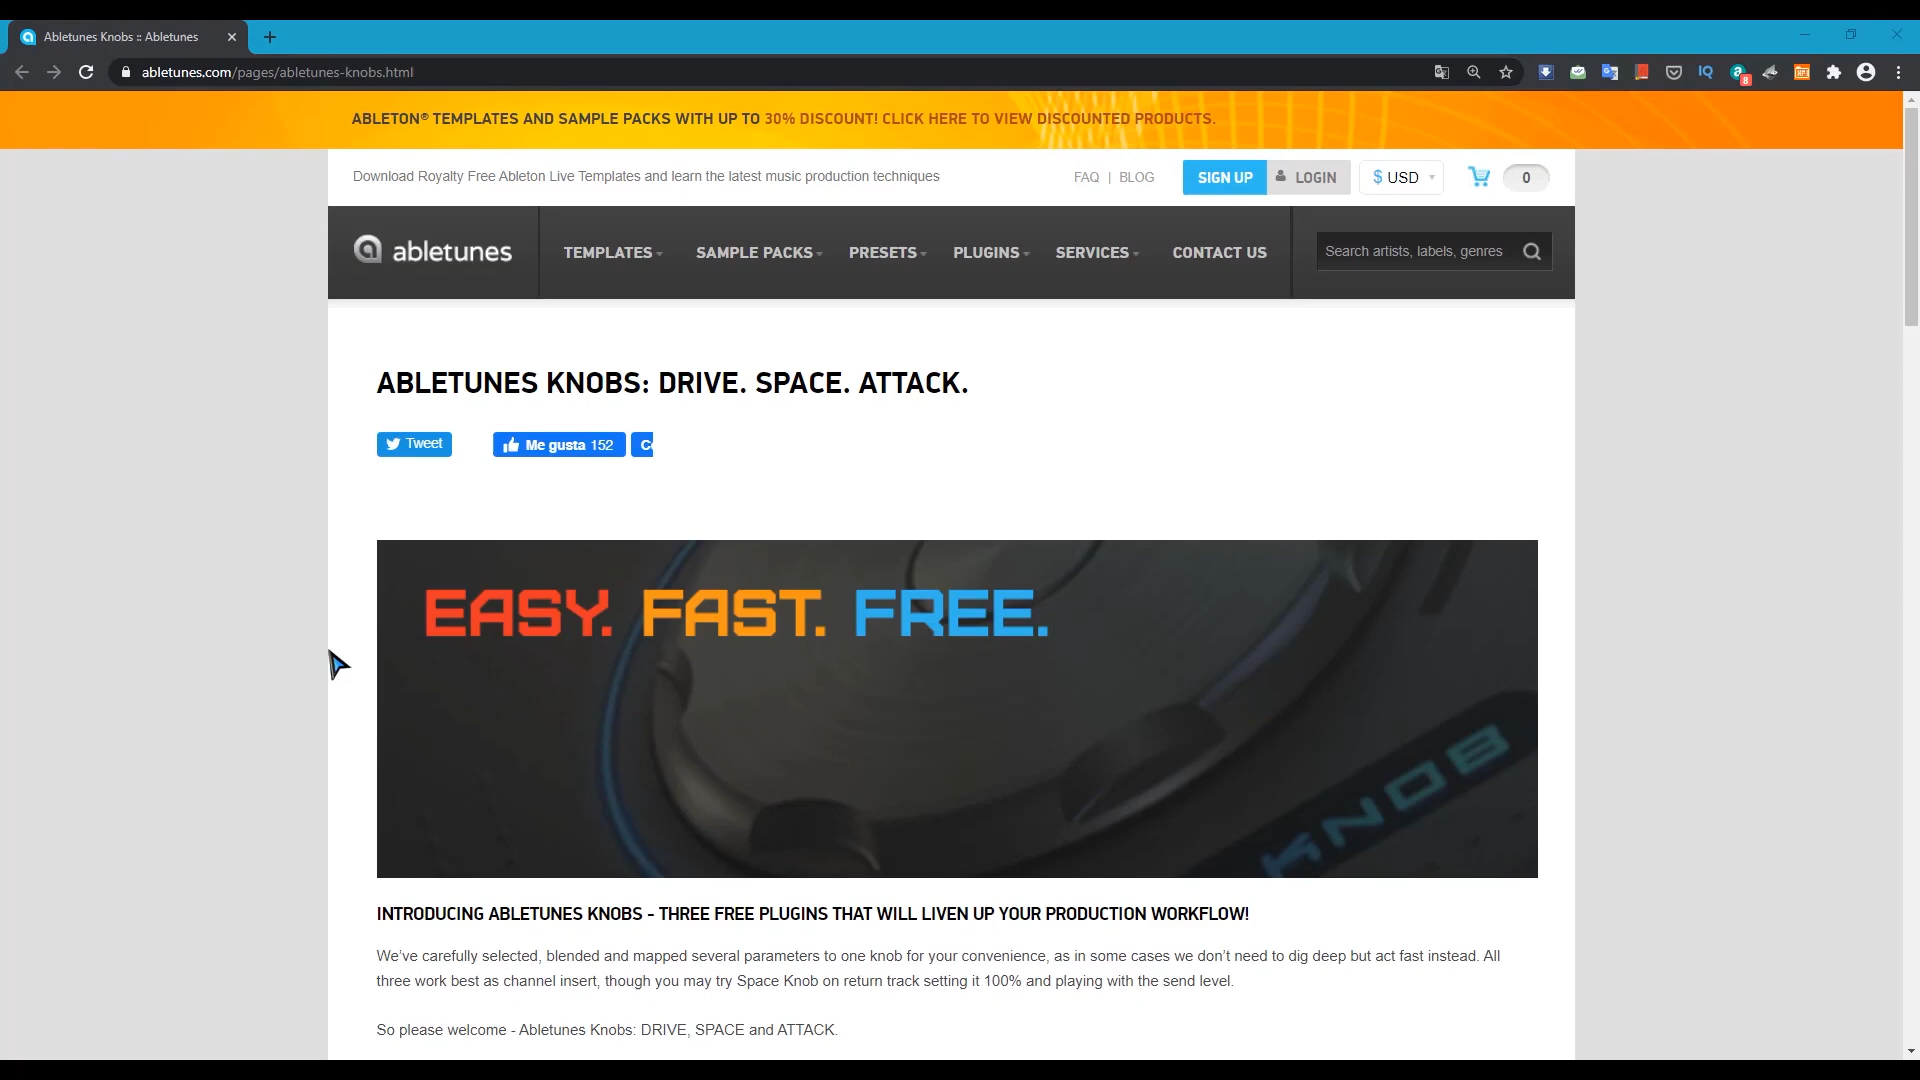 Abletunes Knobs :: Abletunes
abletunes.com/pages/abletunes-knobs.html
IQ
8
ABLETON® TEMPLATES AND SAMPLE PACKS WITH UP TO 30% DISCOUNT! CLICK HERE TO VIEW DISCOUNTED PRODUCTS.
Download Royalty Free Ableton Live Templates and learn the latest music production techniques
FAQ | BLOG
SIGN UP
LOGIN
$ USD
0
abletunes
TEMPLATES
SAMPLE PACKS
PRESETS
PLUGINS
SERVICES
CONTACT US
Search artists, labels, genres
ABLETUNES KNOBS: DRIVE. SPACE. ATTACK.
Tweet
Me gusta 152
EASY. FAST. FREE.
KNOB
INTRODUCING ABLETUNES KNOBS - THREE FREE PLUGINS THAT WILL LIVEN UP YOUR PRODUCTION WORKFLOW!
We’ve carefully selected, blended and mapped several parameters to one knob for your convenience, as in some cases we don’t need to dig deep but act fast instead. All
three work best as channel insert, though you may try Space Knob on return track setting it 100% and playing with the send level.
So please welcome - Abletunes Knobs: DRIVE, SPACE and ATTACK.